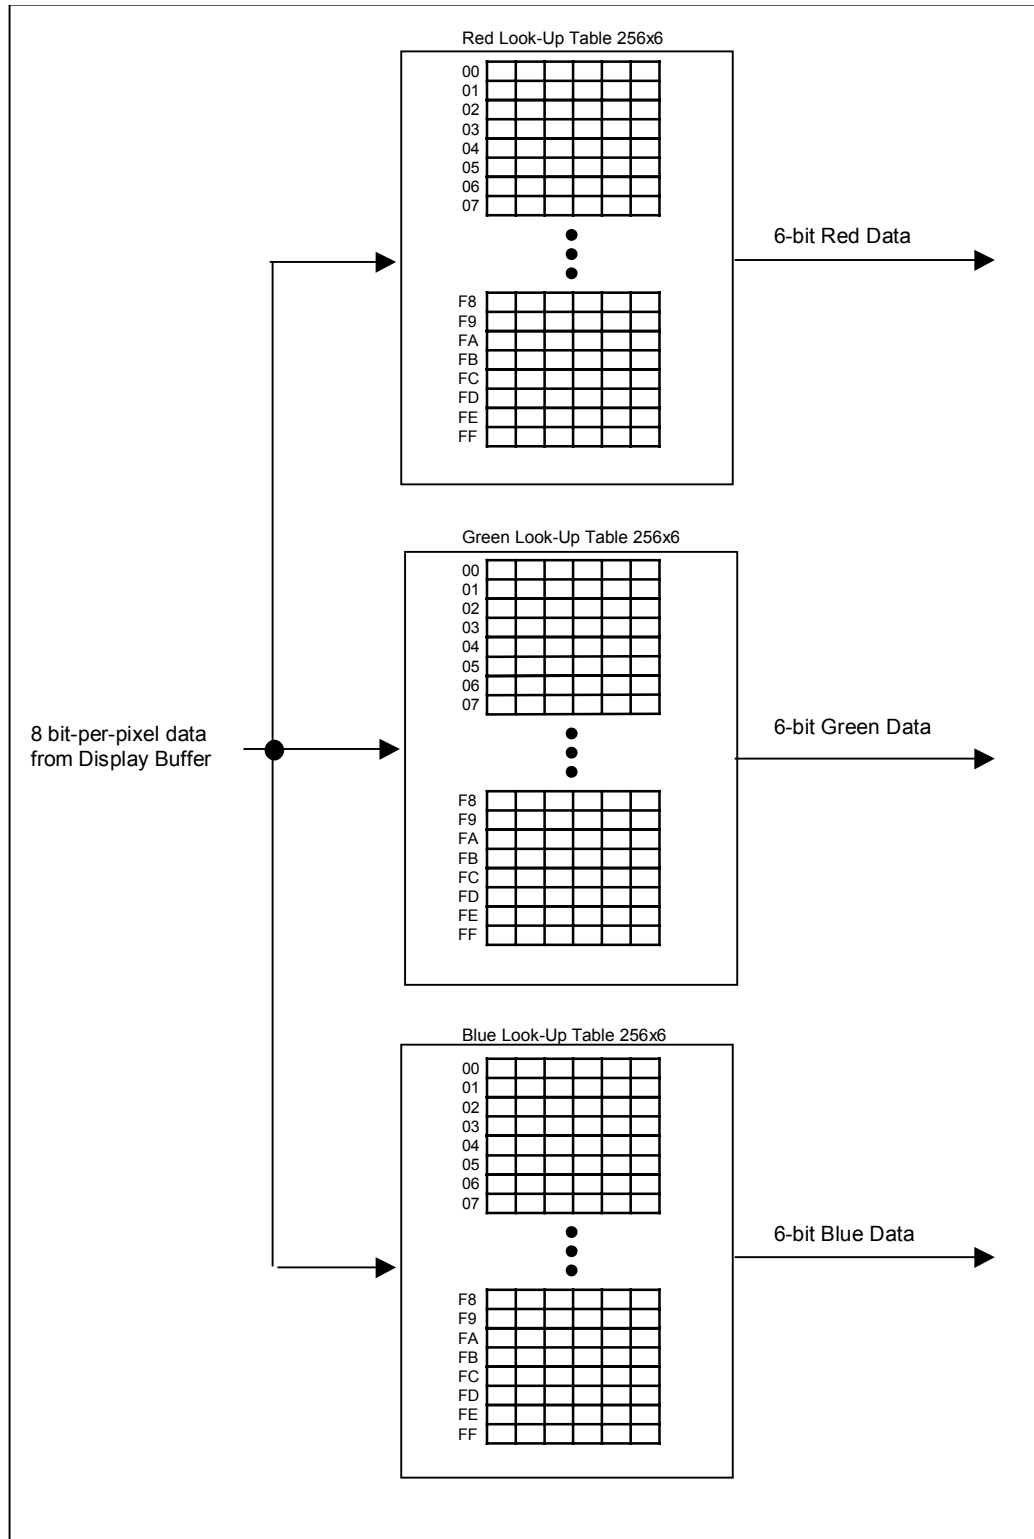 Red Look-Up Table 256x6
00
01
02
03
04
05
06
07
6-bit Red Data
F8
F9
FA
FB
FC
FD
FE
FF
Green Look-Up Table 256x6
00
01
02
03
04
05
06
07
8 bit-per-pixel data
from Display Buffer
6-bit Green Data
F8
F9
FA
FB
FC
FD
FE
FF
Blue Look-Up Table 256x6
00
01
02
03
04
05
06
07
6-bit Blue Data
F8
F9
FA
FB
FC
FD
FE
FF